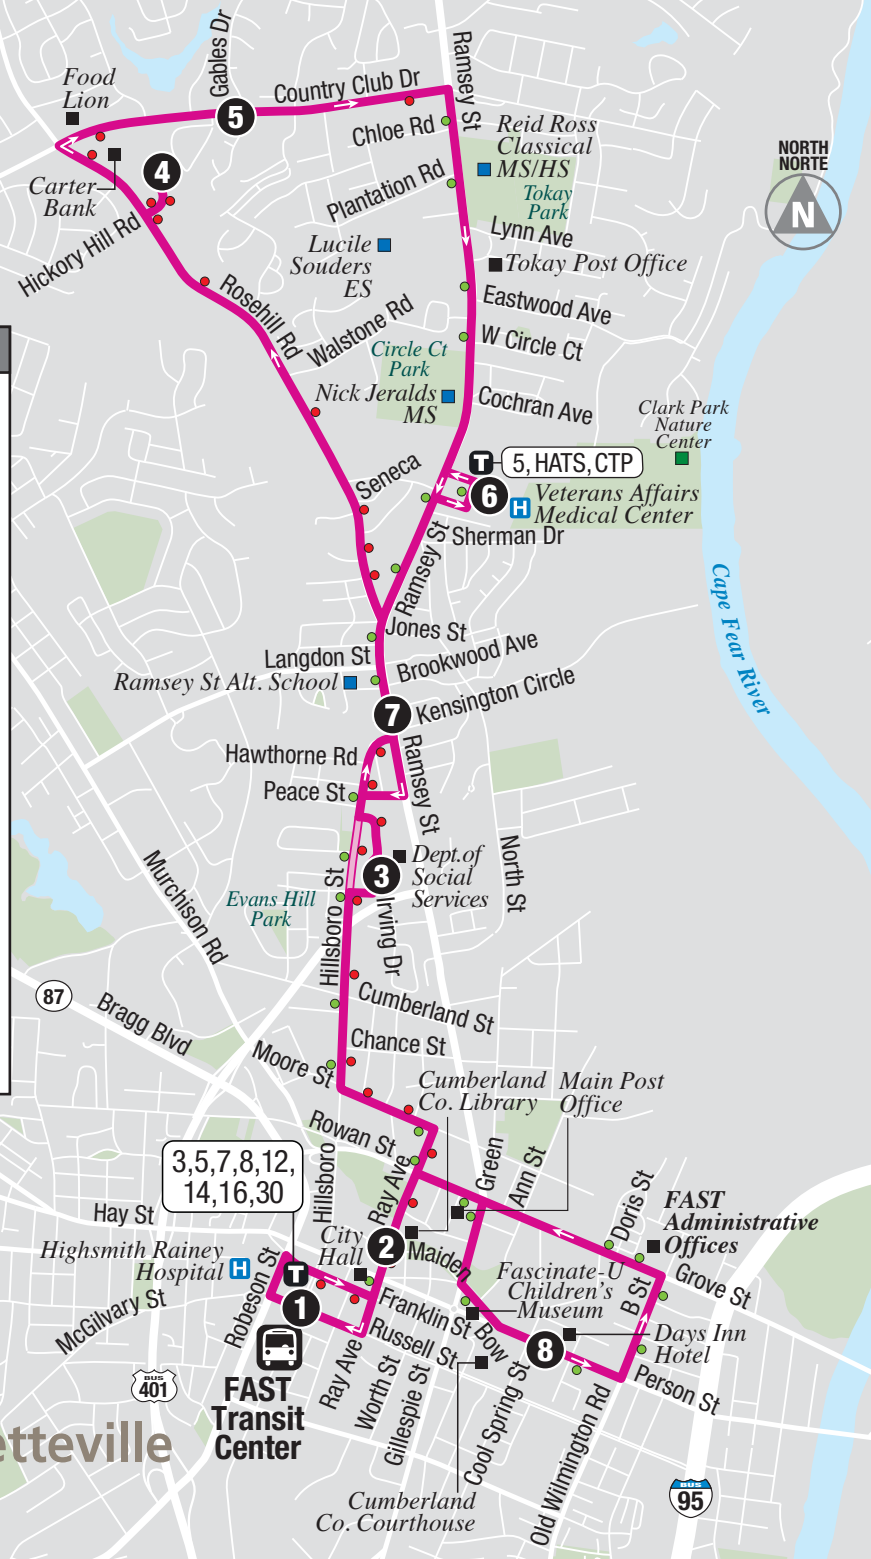 Gables Dr
Food
Lion
Country Club Dr
5
Ramsey St
Chloe Rd
Reid Ross
Classical
MS/HS
NORTH
NORTE
N
4
Carter
Bank
Plantation Rd
Tokay
Park
Hickory Hill Rd
Lynn Ave
Lucile
Souders
ES
Tokay Post Office
Rosehill Rd
Eastwood Ave
Walstone Rd
W Circle Ct
Circle Ct
Park
Nick Jeralds
MS
Cochran Ave
Clark Park
Nature
Center
Seneca
T
5, HATS, CTP
6
H
Veterans Affairs
Medical Center
Sherman Dr
Ramsey St
Cape Fear River
Jones St
Langdon St
Brookwood Ave
Ramsey St Alt. School
Kensington Circle
7
Hawthorne Rd
Ramsey St
Peace St
North St
Murchison Rd
3
Dept.of
Social
Services
Evans Hill
Park
Hillsboro St
Irving Dr
87
Bragg Blvd
Cumberland St
Chance St
Moore St
Cumberland
Co. Library
Main Post
Office
Rowan St
3,5,7,8,12,
14,16,30
Hillsboro
Ray Ave
Green
Ann St
Doris St
FAST
Administrative
Offices
Hay St
City
Hall
2
Maiden
Highsmith Rainey
Hospital
H
T
Robeson St
Fascinate-U
Children's
Museum
B St
Grove St
McGilvary St
1
Franklin St
Russell St
Bow
8
Days Inn
Hotel
Person St
BUS
401
FAST
Transit
Center
Ray Ave
Worth St
Gillespie St
Cool Spring St
Old Wilmington Rd
etteville
Cumberland
Co. Courthouse
BUS
95